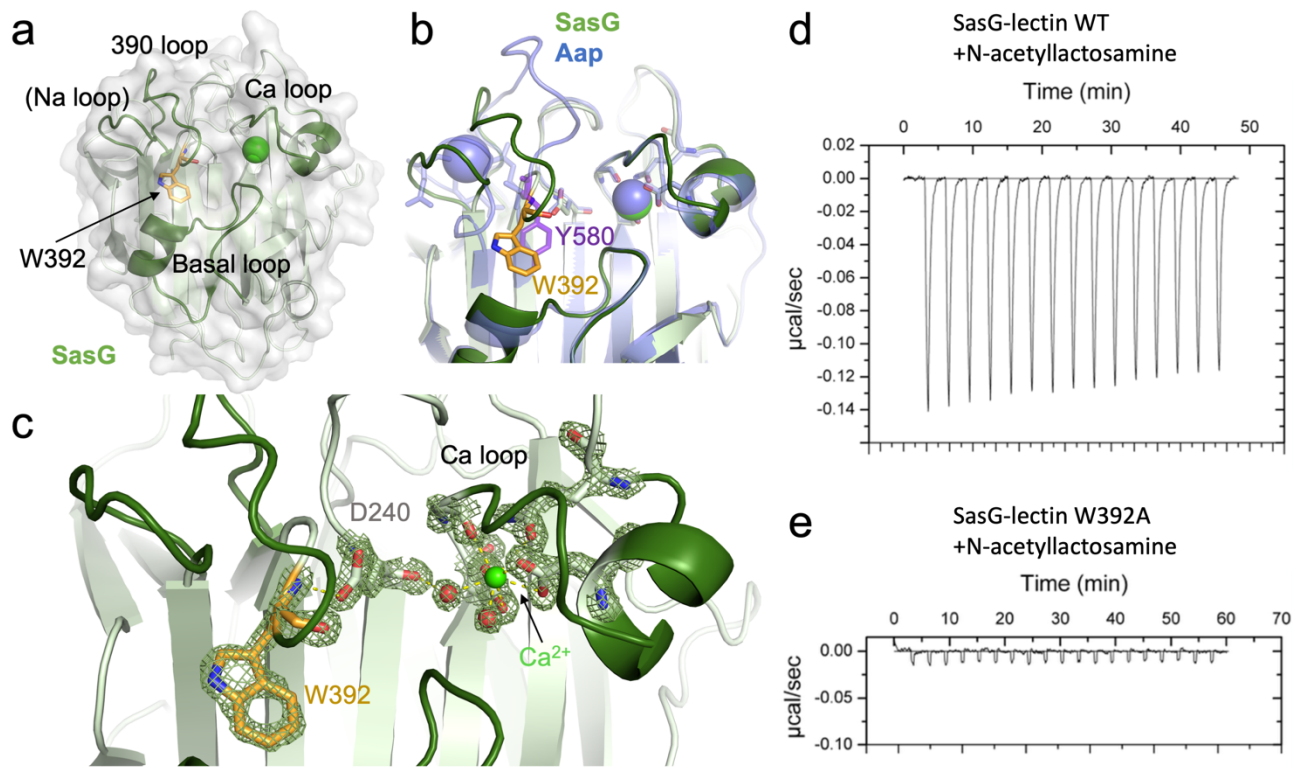 a
390 loop
(Na loop)
Ca loop
W392
Basal loop
SasG
b
SasG
Aap
Y580
W392
c
Ca loop
D240
Ca²⁺
W392
d
SasG-lectin WT
+N-acetyllactosamine
Time (min)
0 10 20 30 40 50
0.02
0.00
-0.02
-0.04
-0.06
-0.08
-0.10
-0.12
-0.14
µcal/sec
e
SasG-lectin W392A
+N-acetyllactosamine
Time (min)
0 10 20 30 40 50 60 70
0.00
-0.05
-0.10
µcal/sec